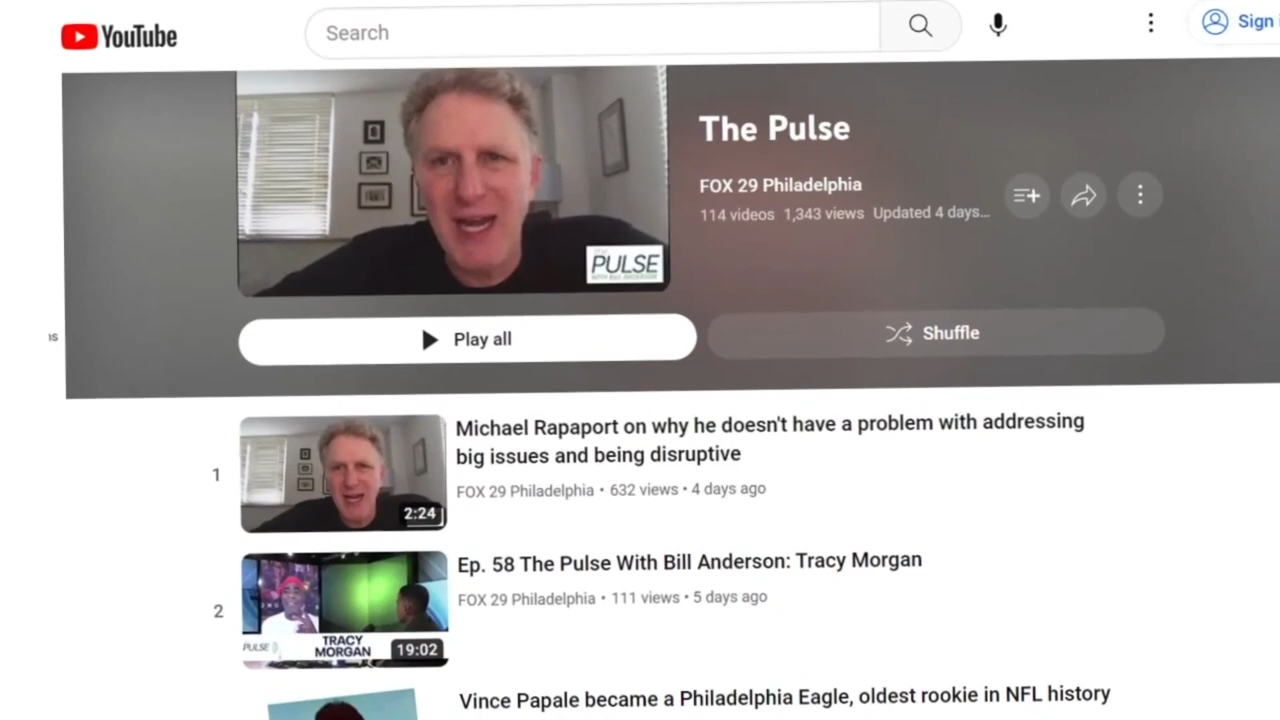 YouTube
Search
Sign
The Pulse
FOX 29 Philadelphia
114 videos 1,343 views Updated 4 days...
PULSE
WITH BILL ANDERSON
Play all
Shuffle
1
Michael Rapaport on why he doesn't have a problem with addressing
big issues and being disruptive
FOX 29 Philadelphia • 632 views • 4 days ago
2:24
2
Ep. 58 The Pulse With Bill Anderson: Tracy Morgan
FOX 29 Philadelphia • 111 views • 5 days ago
PULSE
TRACY
MORGAN
19:02
Vince Papale became a Philadelphia Eagle, oldest rookie in NFL history